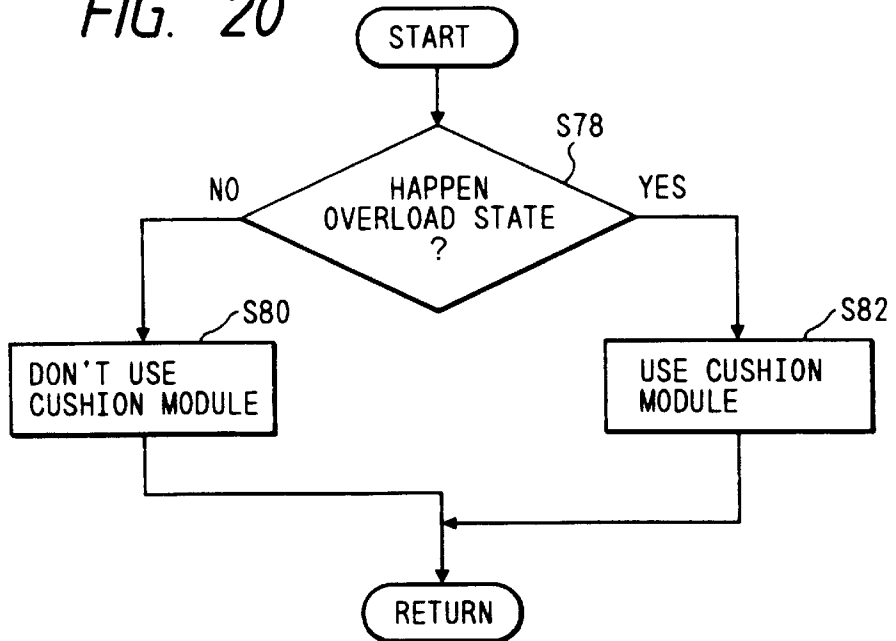 FIG. 20
START
S78
NO
HAPPEN
OVERLOAD STATE
?
YES
S80
DON'T USE
CUSHION MODULE
S82
USE CUSHION
MODULE
RETURN